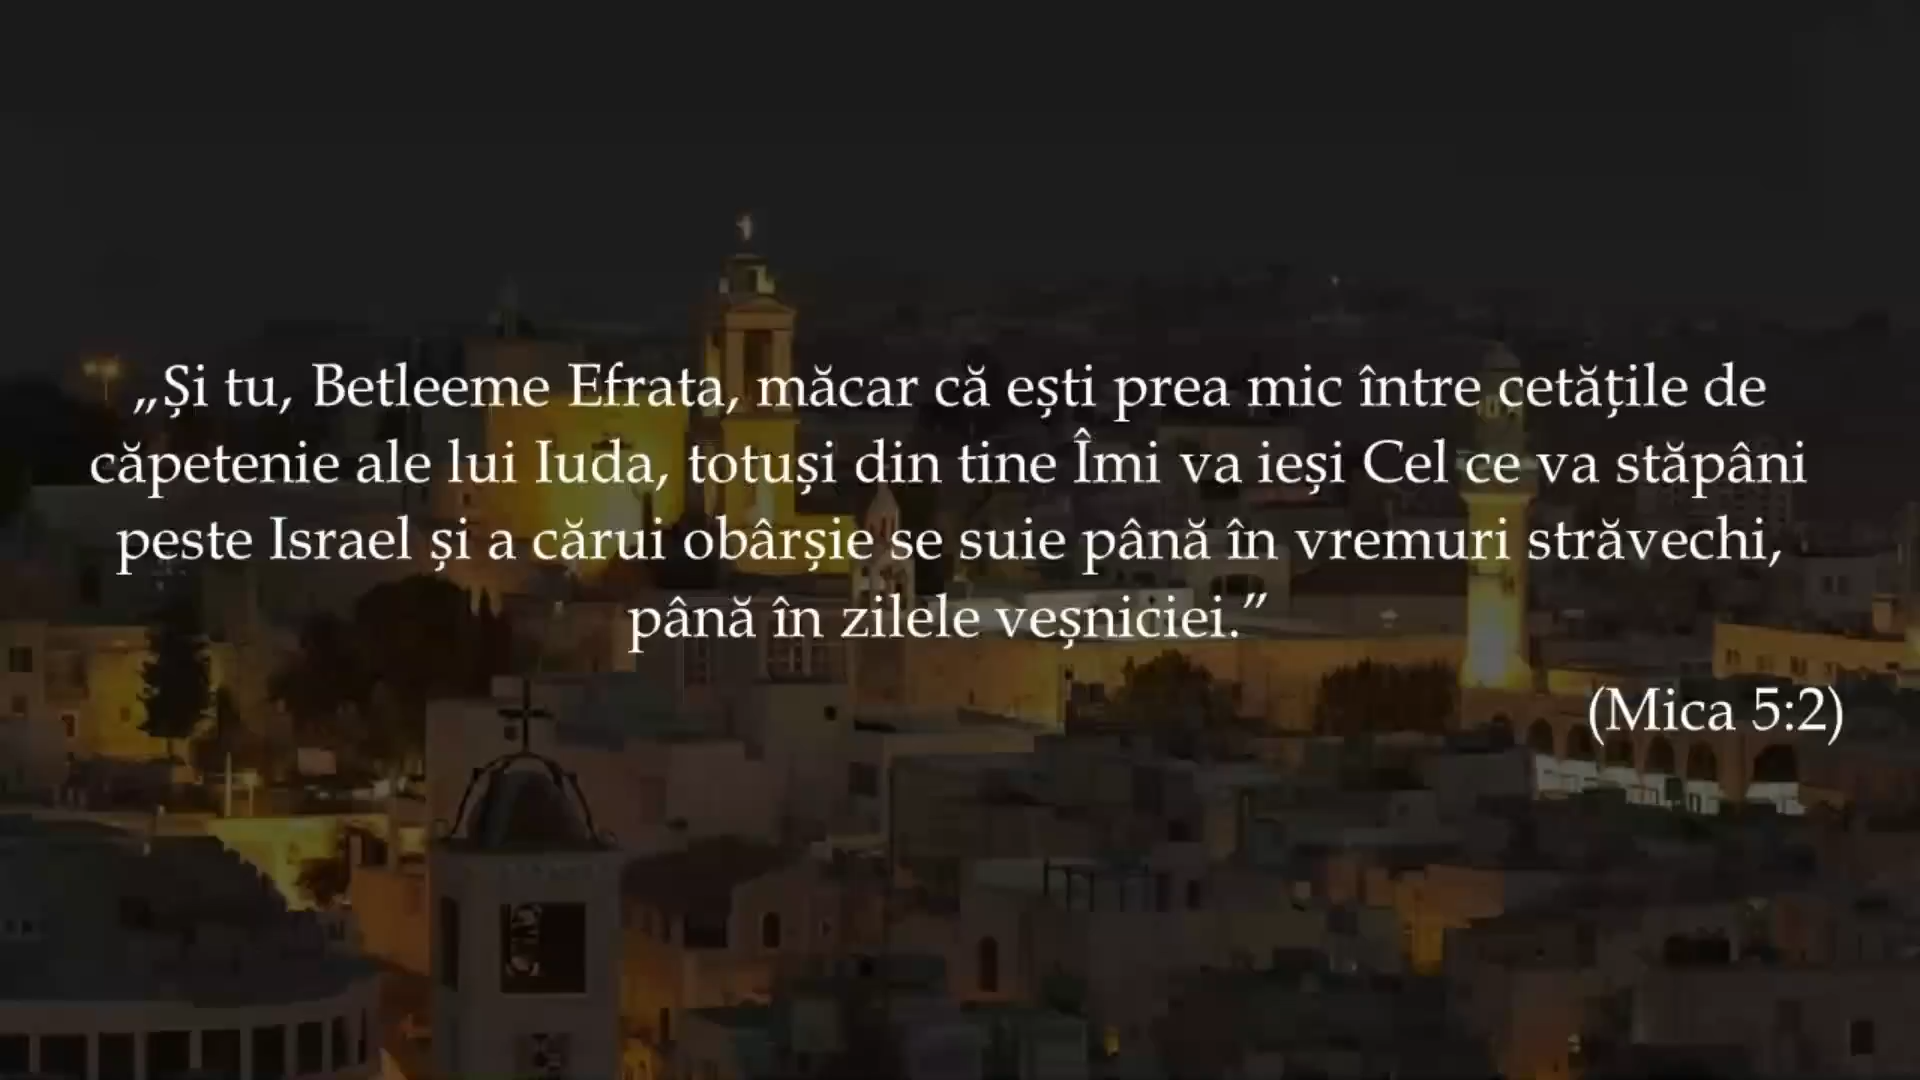 „Și tu, Betleeme Efrata, măcar că ești prea mic între cetățile de
căpetenie ale lui Iuda, totuși din tine Îmi va ieși Cel ce va stăpâni
peste Israel și a cărui obârșie se suie până în vremuri străvechi,
până în zilele veșniciei.”
(Mica 5:2)